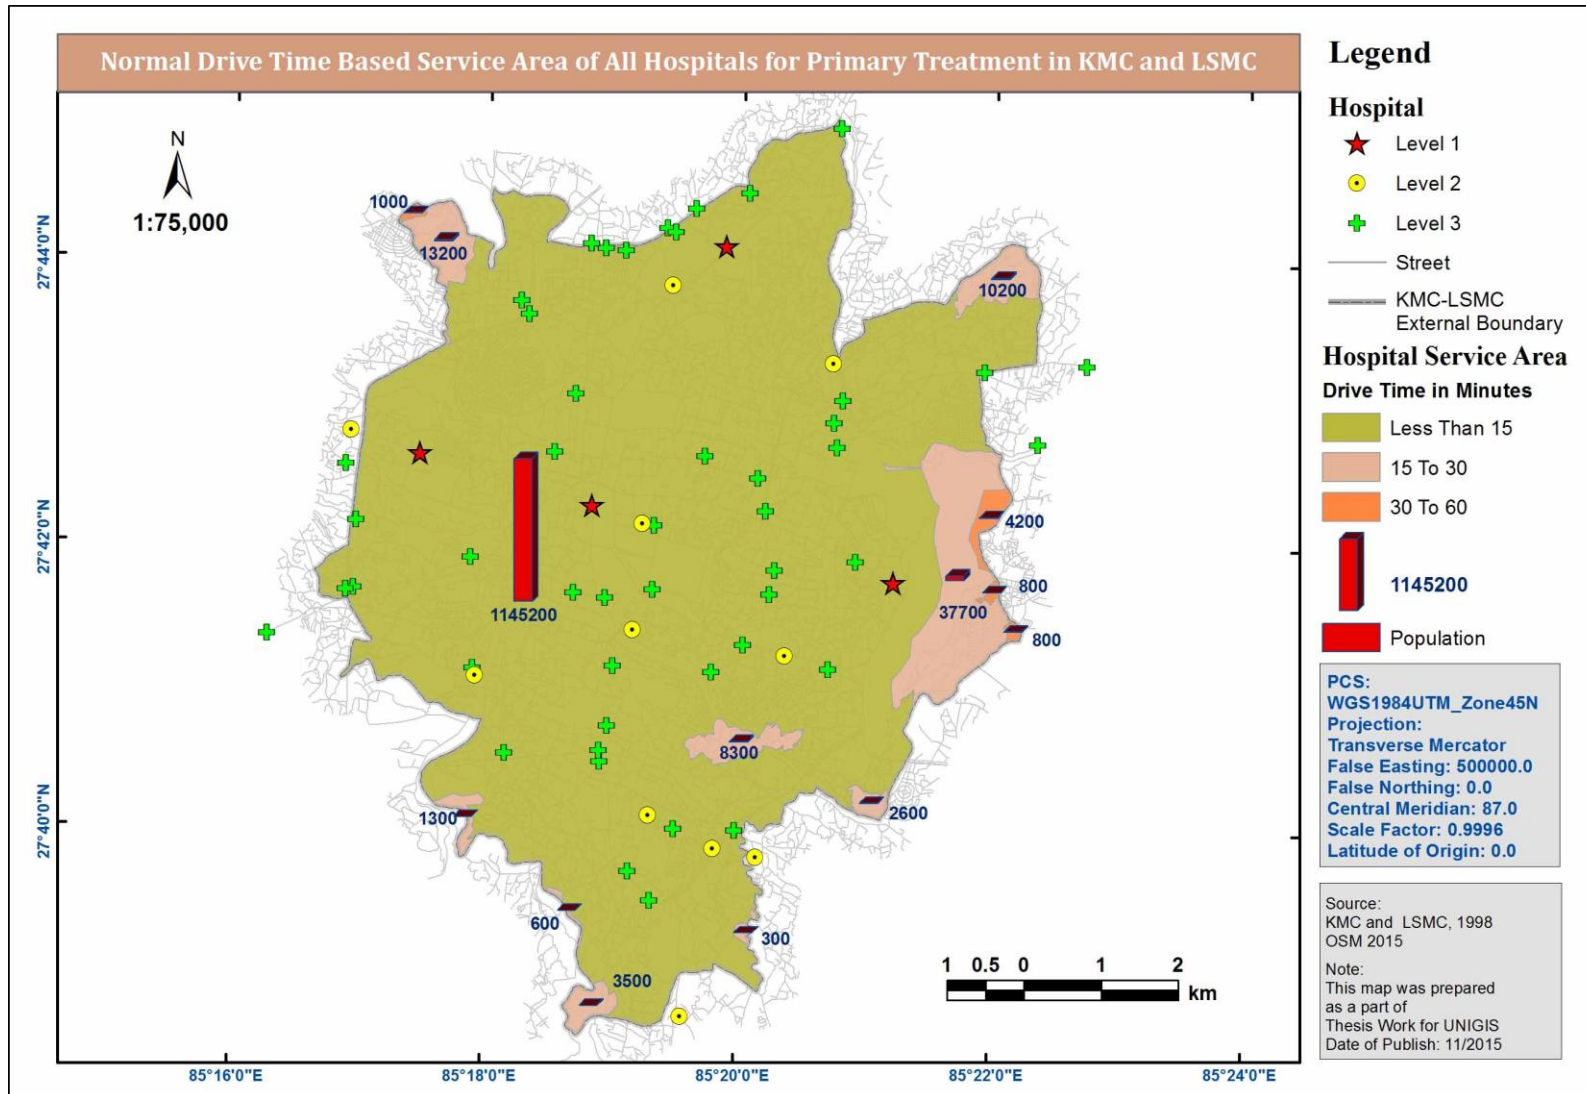 Normal Drive Time Based Service Area of All Hospitals for Primary Treatment in KMC and LSMC
N
1:75,000
27°44'0"N
27°42'0"N
27°40'0"N
1000
13200
10200
4200
800
37700
800
1145200
8300
2600
1300
600
300
3500
1 0.5 0 1 2
km
85°16'0"E 85°18'0"E 85°20'0"E 85°22'0"E 85°24'0"E
Legend
Hospital
Level 1
Level 2
Level 3
Street
KMC-LSMC
External Boundary
Hospital Service Area
Drive Time in Minutes
Less Than 15
15 To 30
30 To 60
1145200
Population
PCS:
WGS1984UTM_Zone45N
Projection:
Transverse Mercator
False Easting: 500000.0
False Northing: 0.0
Central Meridian: 87.0
Scale Factor: 0.9996
Latitude of Origin: 0.0
Source:
KMC and LSMC, 1998
OSM 2015
Note:
This map was prepared
as a part of
Thesis Work for UNIGIS
Date of Publish: 11/2015